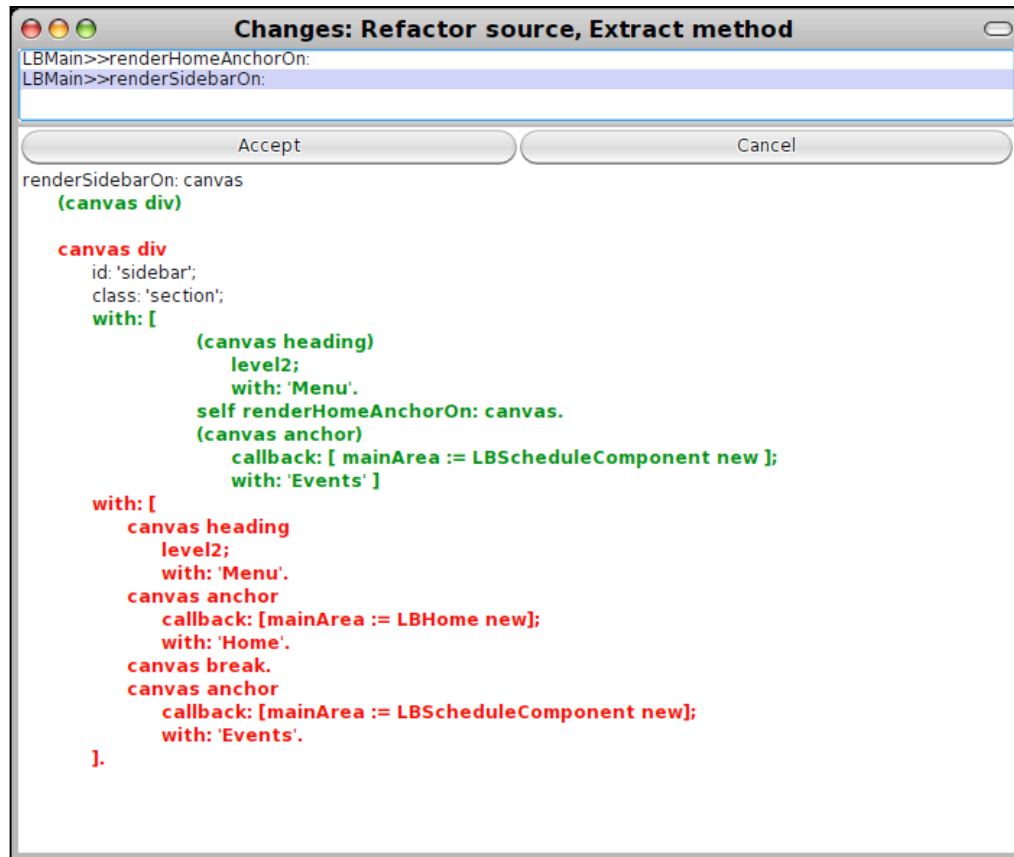 Changes: Refactor source, Extract method
LBMain>>renderHomeAnchorOn:
LBMain>>renderSidebarOn:
Accept
Cancel
renderSidebarOn: canvas
(canvas div)
canvas div
id: 'sidebar';
class: 'section';
with: [
(canvas heading)
level2;
with: 'Menu'.
self renderHomeAnchorOn: canvas.
(canvas anchor)
callback: [ mainArea := LBScheduleComponent new ];
with: 'Events' ]
with: [
canvas heading
level2;
with: 'Menu'.
canvas anchor
callback: [mainArea := LBHome new];
with: 'Home'.
canvas break.
canvas anchor
callback: [mainArea := LBScheduleComponent new];
with: 'Events'.
].